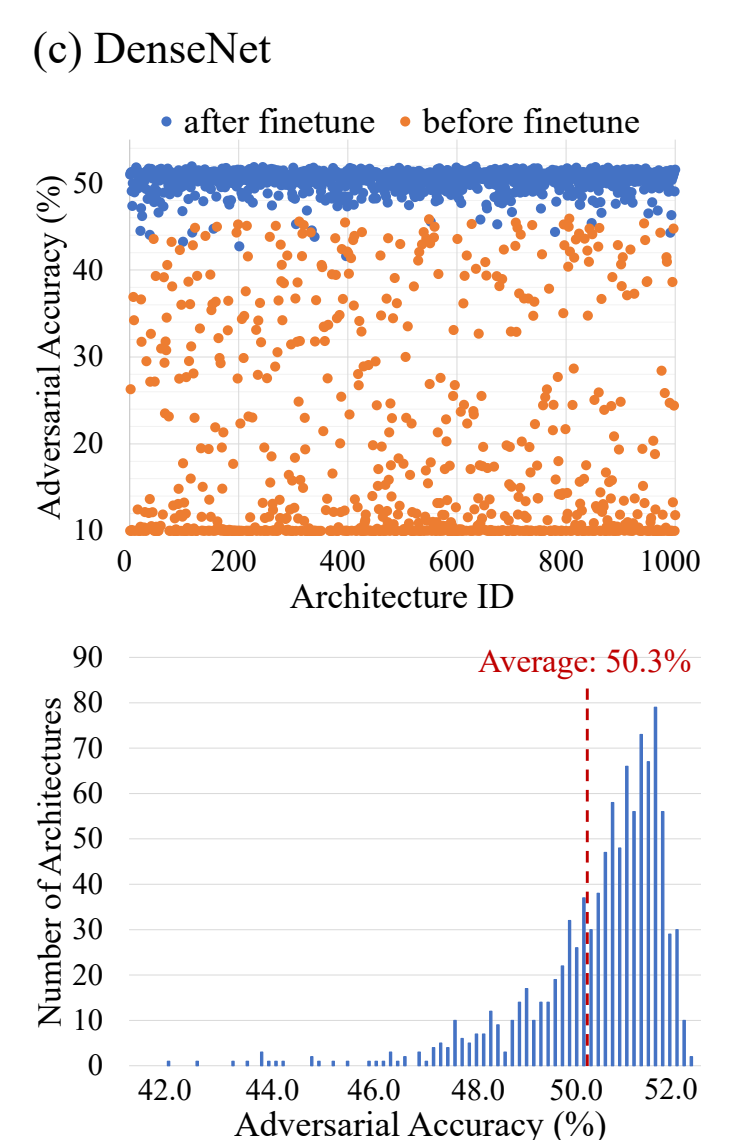 (c) DenseNet
after finetune before finetune
Adversarial Accuracy (%)
50
40
30
20
10
0 200 400 600 800 1000
Architecture ID
Average: 50.3%
Number of Architectures
90
80
70
60
50
40
30
20
10
0
42.0 44.0 46.0 48.0 50.0 52.0
Adversarial Accuracy (%)